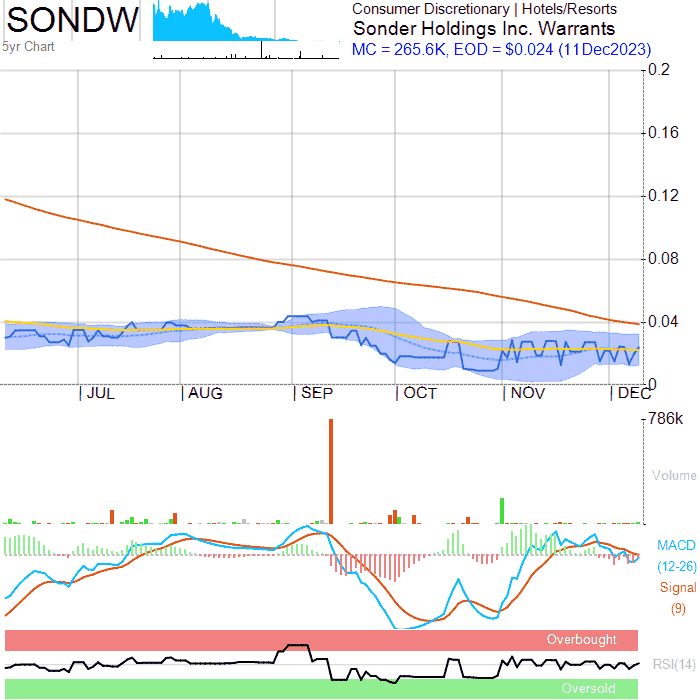 SONDW
5yr Chart
Consumer Discretionary | Hotels/Resorts
Sonder Holdings Inc. Warrants
MC = 265.6K, EOD = $0.024 (11Dec2023)
0.2
0.16
0.12
0.08
0.04
0
JUL
AUG
SEP
OCT
NOV
DEC
786k
Volume
MACD
(12-26)
Signal
(9)
Overbought
RSI(14)
Oversold